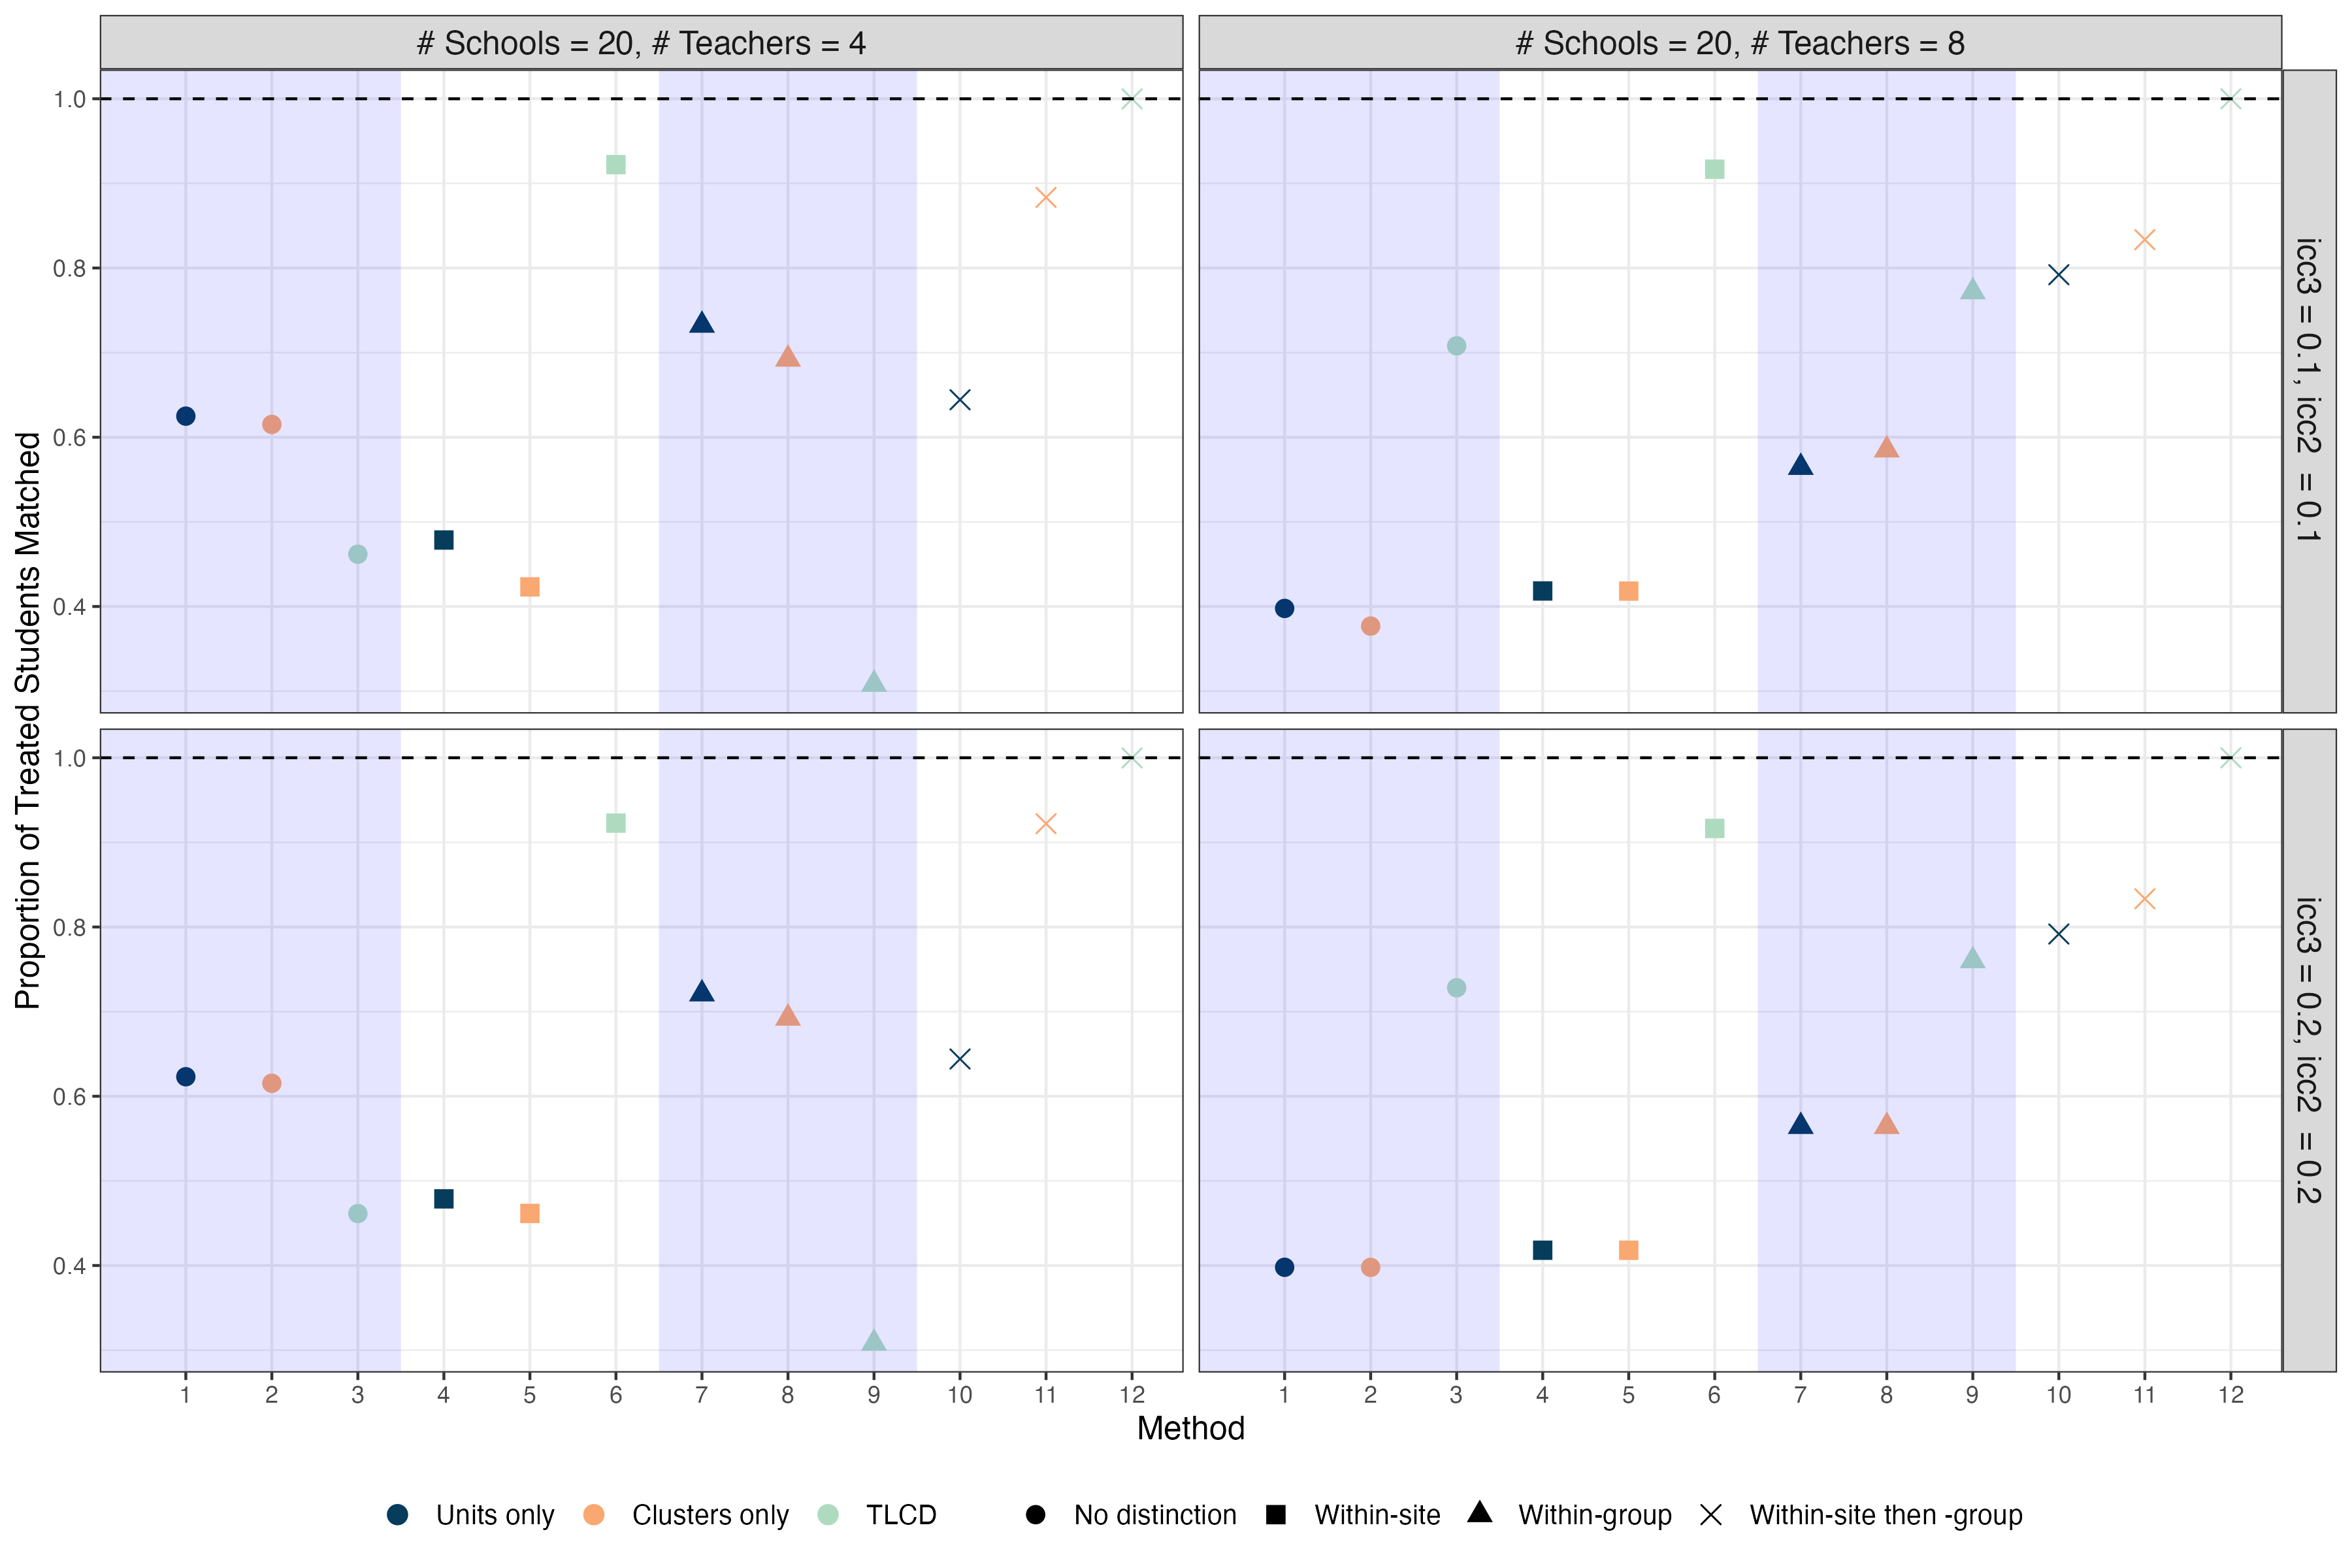 # Schools = 20, # Teachers = 4
# Schools = 20, # Teachers = 8
Proportion of Treated Students Matched
1.0
0.8
0.6
0.4
icc3 = 0.1, icc2 = 0.1
1.0
0.8
0.6
0.4
icc3 = 0.2, icc2 = 0.2
1 2 3 4 5 6 7 8 9 10 11 12
1 2 3 4 5 6 7 8 9 10 11 12
Method
Units only Clusters only TLCD No distinction Within-site Within-group Within-site then -group